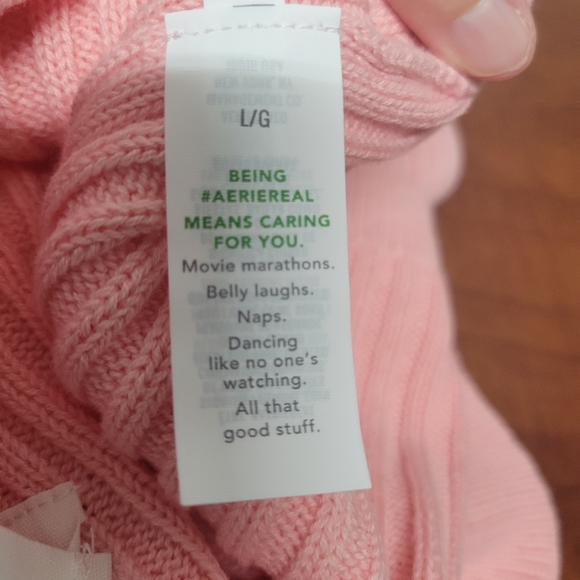 L/G
BEING
#AERIEREAL
MEANS CARING
FOR YOU.
Movie marathons.
Belly laughs.
Naps.
Dancing
like no one's
watching.
All that
good stuff.